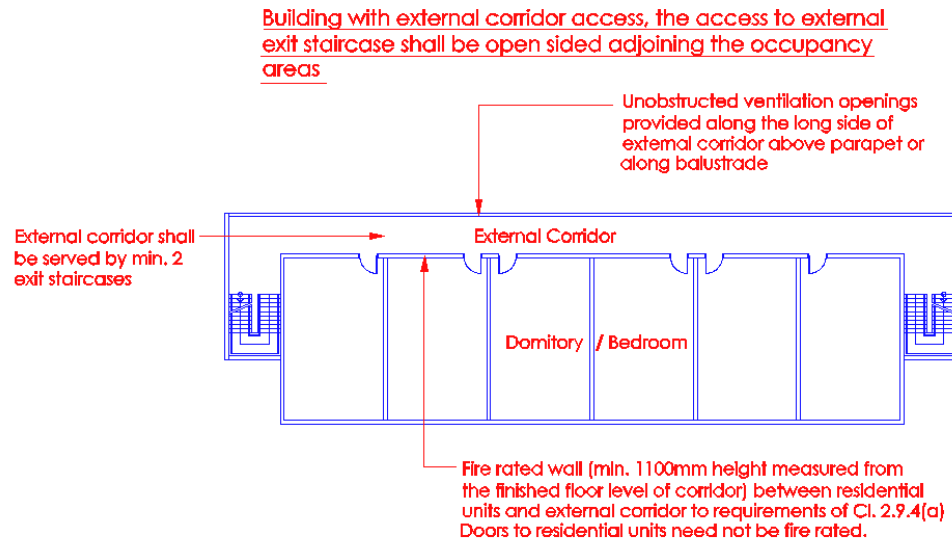 Building with external corridor access, the access to external
exit staircase shall be open sided adjoining the occupancy
areas
Unobstructed ventilation openings
provided along the long side of
external corridor above parapet or
along balustrade
External corridor shall
be served by min. 2
exit staircases
External Corridor
Domitory / Bedroom
Fire rated wall (min. 1100mm height measured from
the finished floor level of corridor) between residential
units and external corridor to requirements of Cl. 2.9.4(a)
Doors to residential units need not be fire rated.